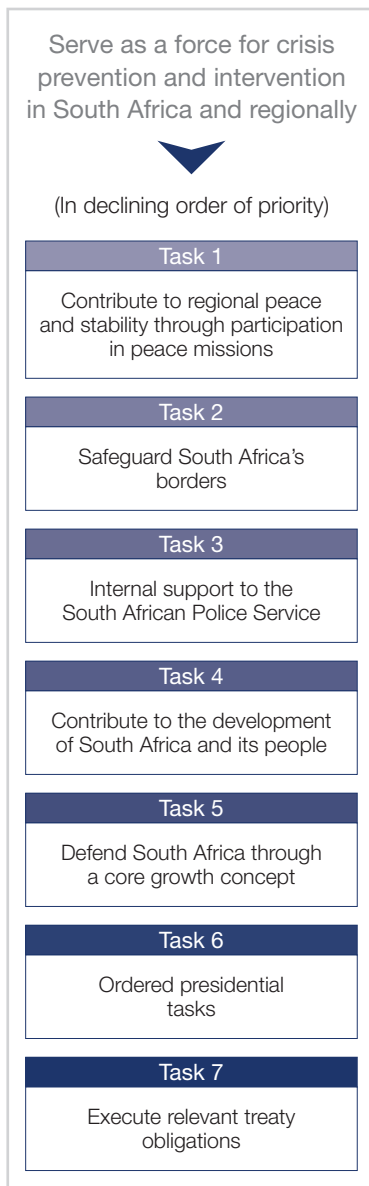 Serve as a force for crisis
prevention and intervention
in South Africa and regionally
(In declining order of priority)
Task 1
Contribute to regional peace
and stability through participation
in peace missions
Task 2
Safeguard South Africa's
borders
Task 3
Internal support to the
South African Police Service
Task 4
Contribute to the development
of South Africa and its people
Task 5
Defend South Africa through
a core growth concept
Task 6
Ordered presidential
tasks
Task 7
Execute relevant treaty
obligations